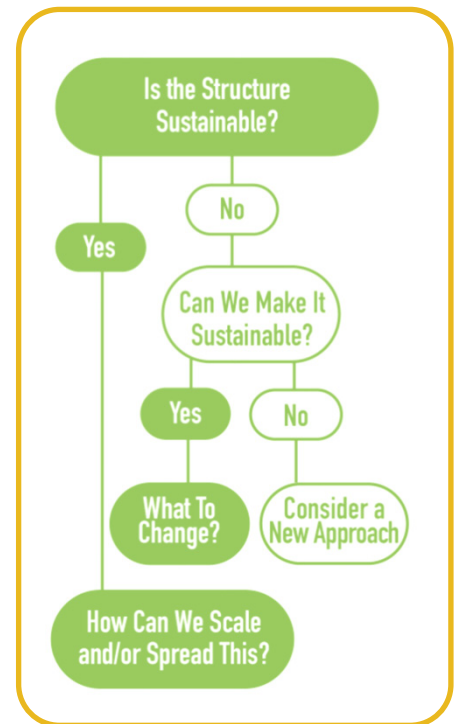 Is the Structure
Sustainable?
No
Yes
Can We Make It
Sustainable?
Yes
No
What To
Change?
Consider a
New Approach
How Can We Scale
and/or Spread This?